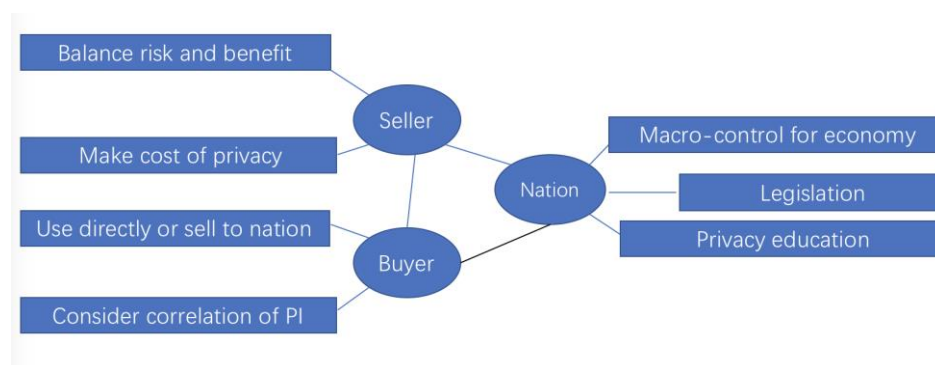 Balance risk and benefit
Seller
Macro-control for economy
Make cost of privacy
Nation
Legislation
Use directly or sell to nation
Privacy education
Buyer
Consider correlation of PI